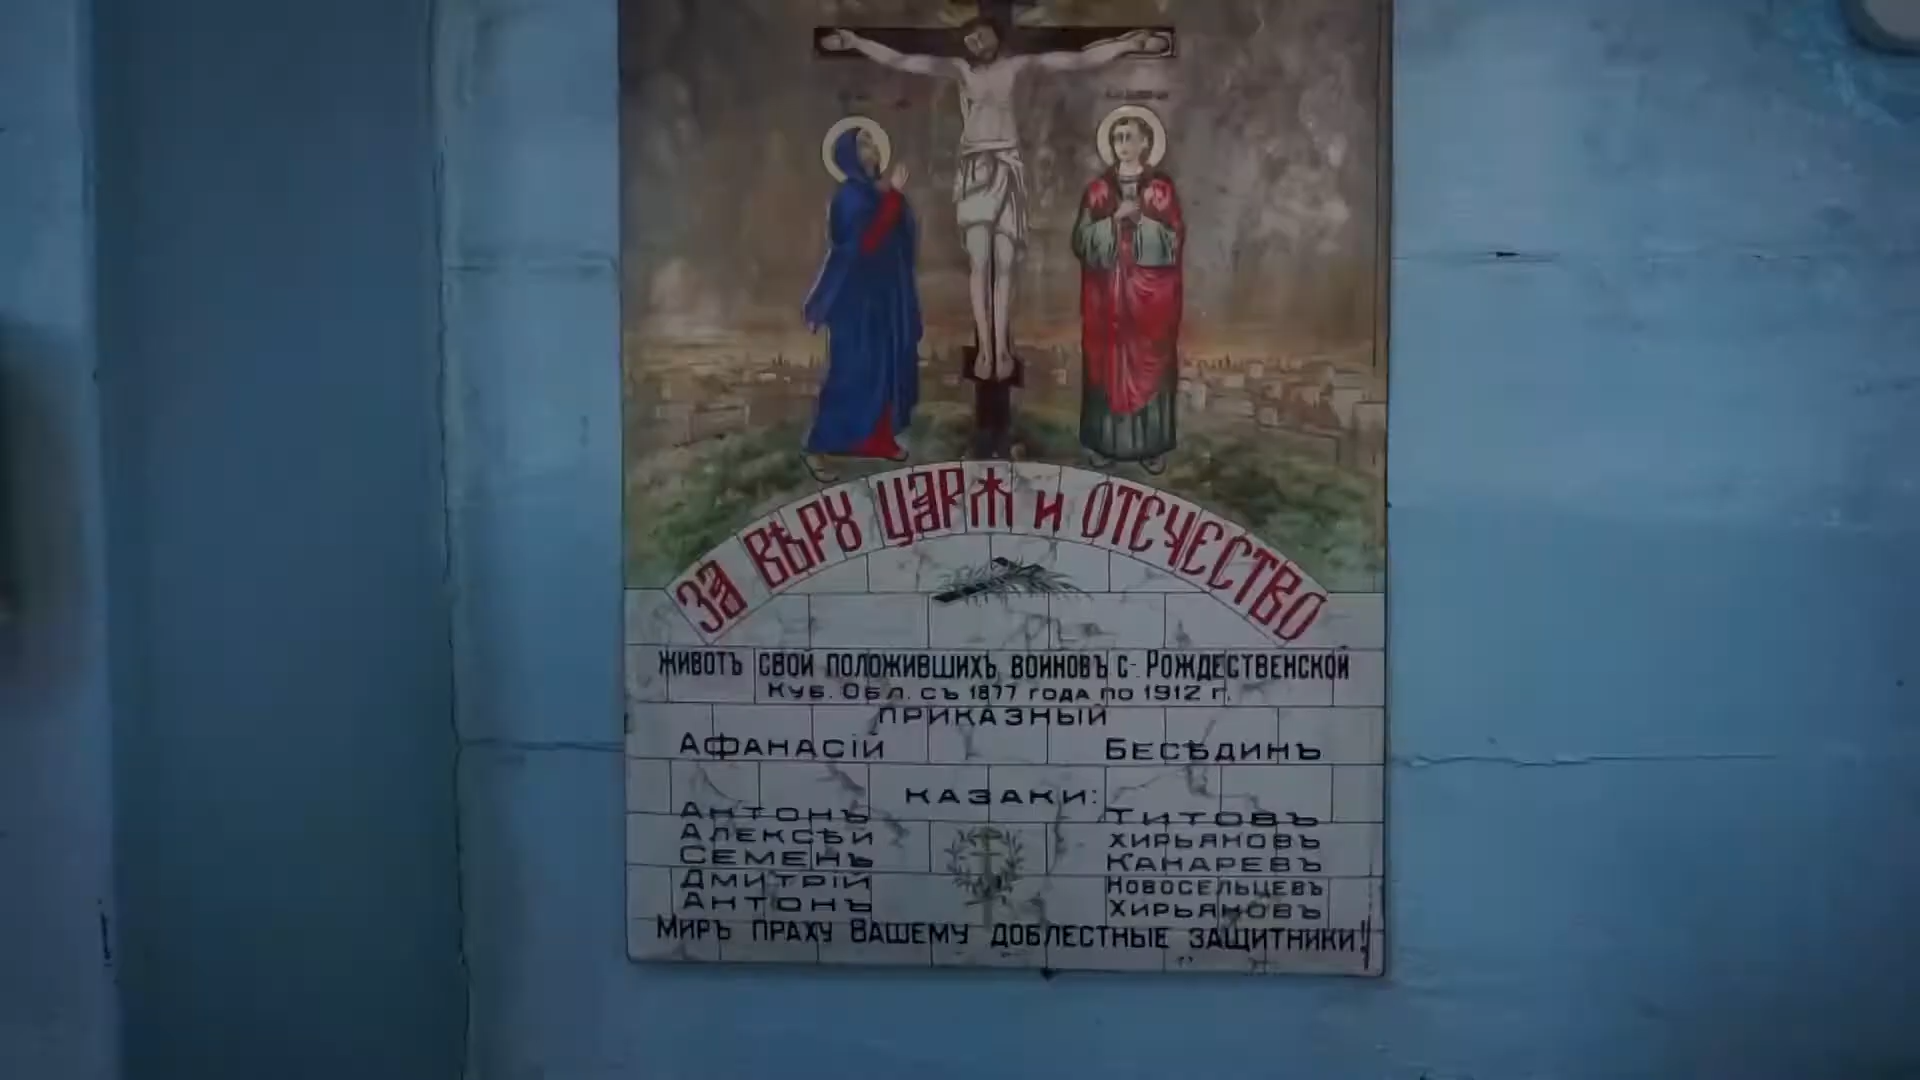 ЗА ВѢРУ ЦАРЯ И ОТЕЧЕСТВО
ЖИВОТЪ СВОЙ ПОЛОЖИВШИХЪ ВОИНОВЪ С- РОЖДЕСТВЕНСКОЙ
КУБ. ОБЛ. СЪ 1877 ГОДА ПО 1912 Г.
ПРИКАЗНЫЙ
АФАНАСІЙ БЕСѢДИНЪ
КАЗАКИ:
АНТОНЪ ТИТОВЪ
АЛЕКСѢЙ ХИРЬЯНОВЪ
СЕМЕНЪ КАНАРЕВЪ
ДМИТРІЙ НОВОСЕЛЬЦЕВЪ
АНТОНЪ ХИРЬЯНОВЪ
МИРЪ ПРАХУ ВАШЕМУ ДОБЛЕСТНЫЕ ЗАЩИТНИКИ!